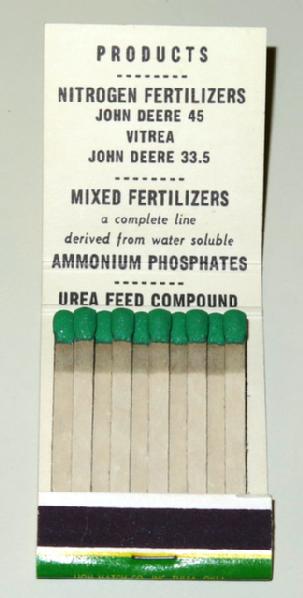 PRODUCTS
NITROGEN FERTILIZERS
JOHN DEERE 45
VITREA
JOHN DEERE 33.5
MIXED FERTILIZERS
a complete line
derived from water soluble
AMMONIUM PHOSPHATES
UREA FEED COMPOUND